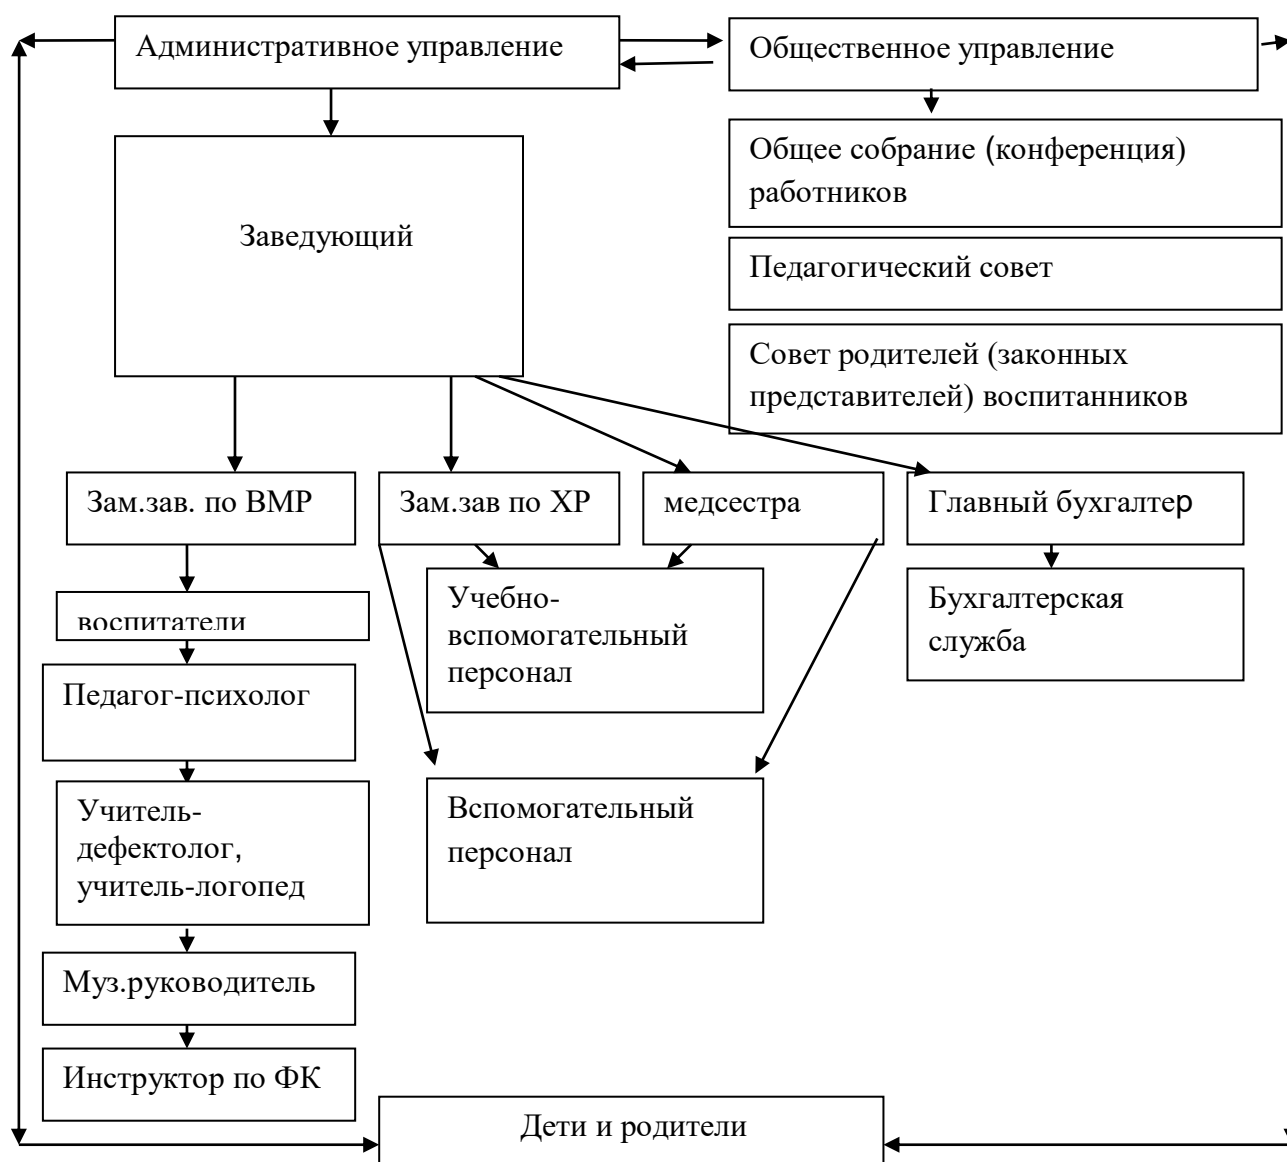 Административное управление
Общественное управление
Общее собрание (конференция)
работников
Заведующий
Педагогический совет
Совет родителей (законных
представителей) воспитанников
Зам.зав. по ВМР
Зам.зав по ХР
медсестра
Главный бухгалтер
воспитатели
Учебно-
вспомогательный
персонал
Бухгалтерская
служба
Педагог-психолог
Учитель-
дефектолог,
учитель-логопед
Вспомогательный
персонал
Муз.руководитель
Инструктор по ФК
Дети и родители